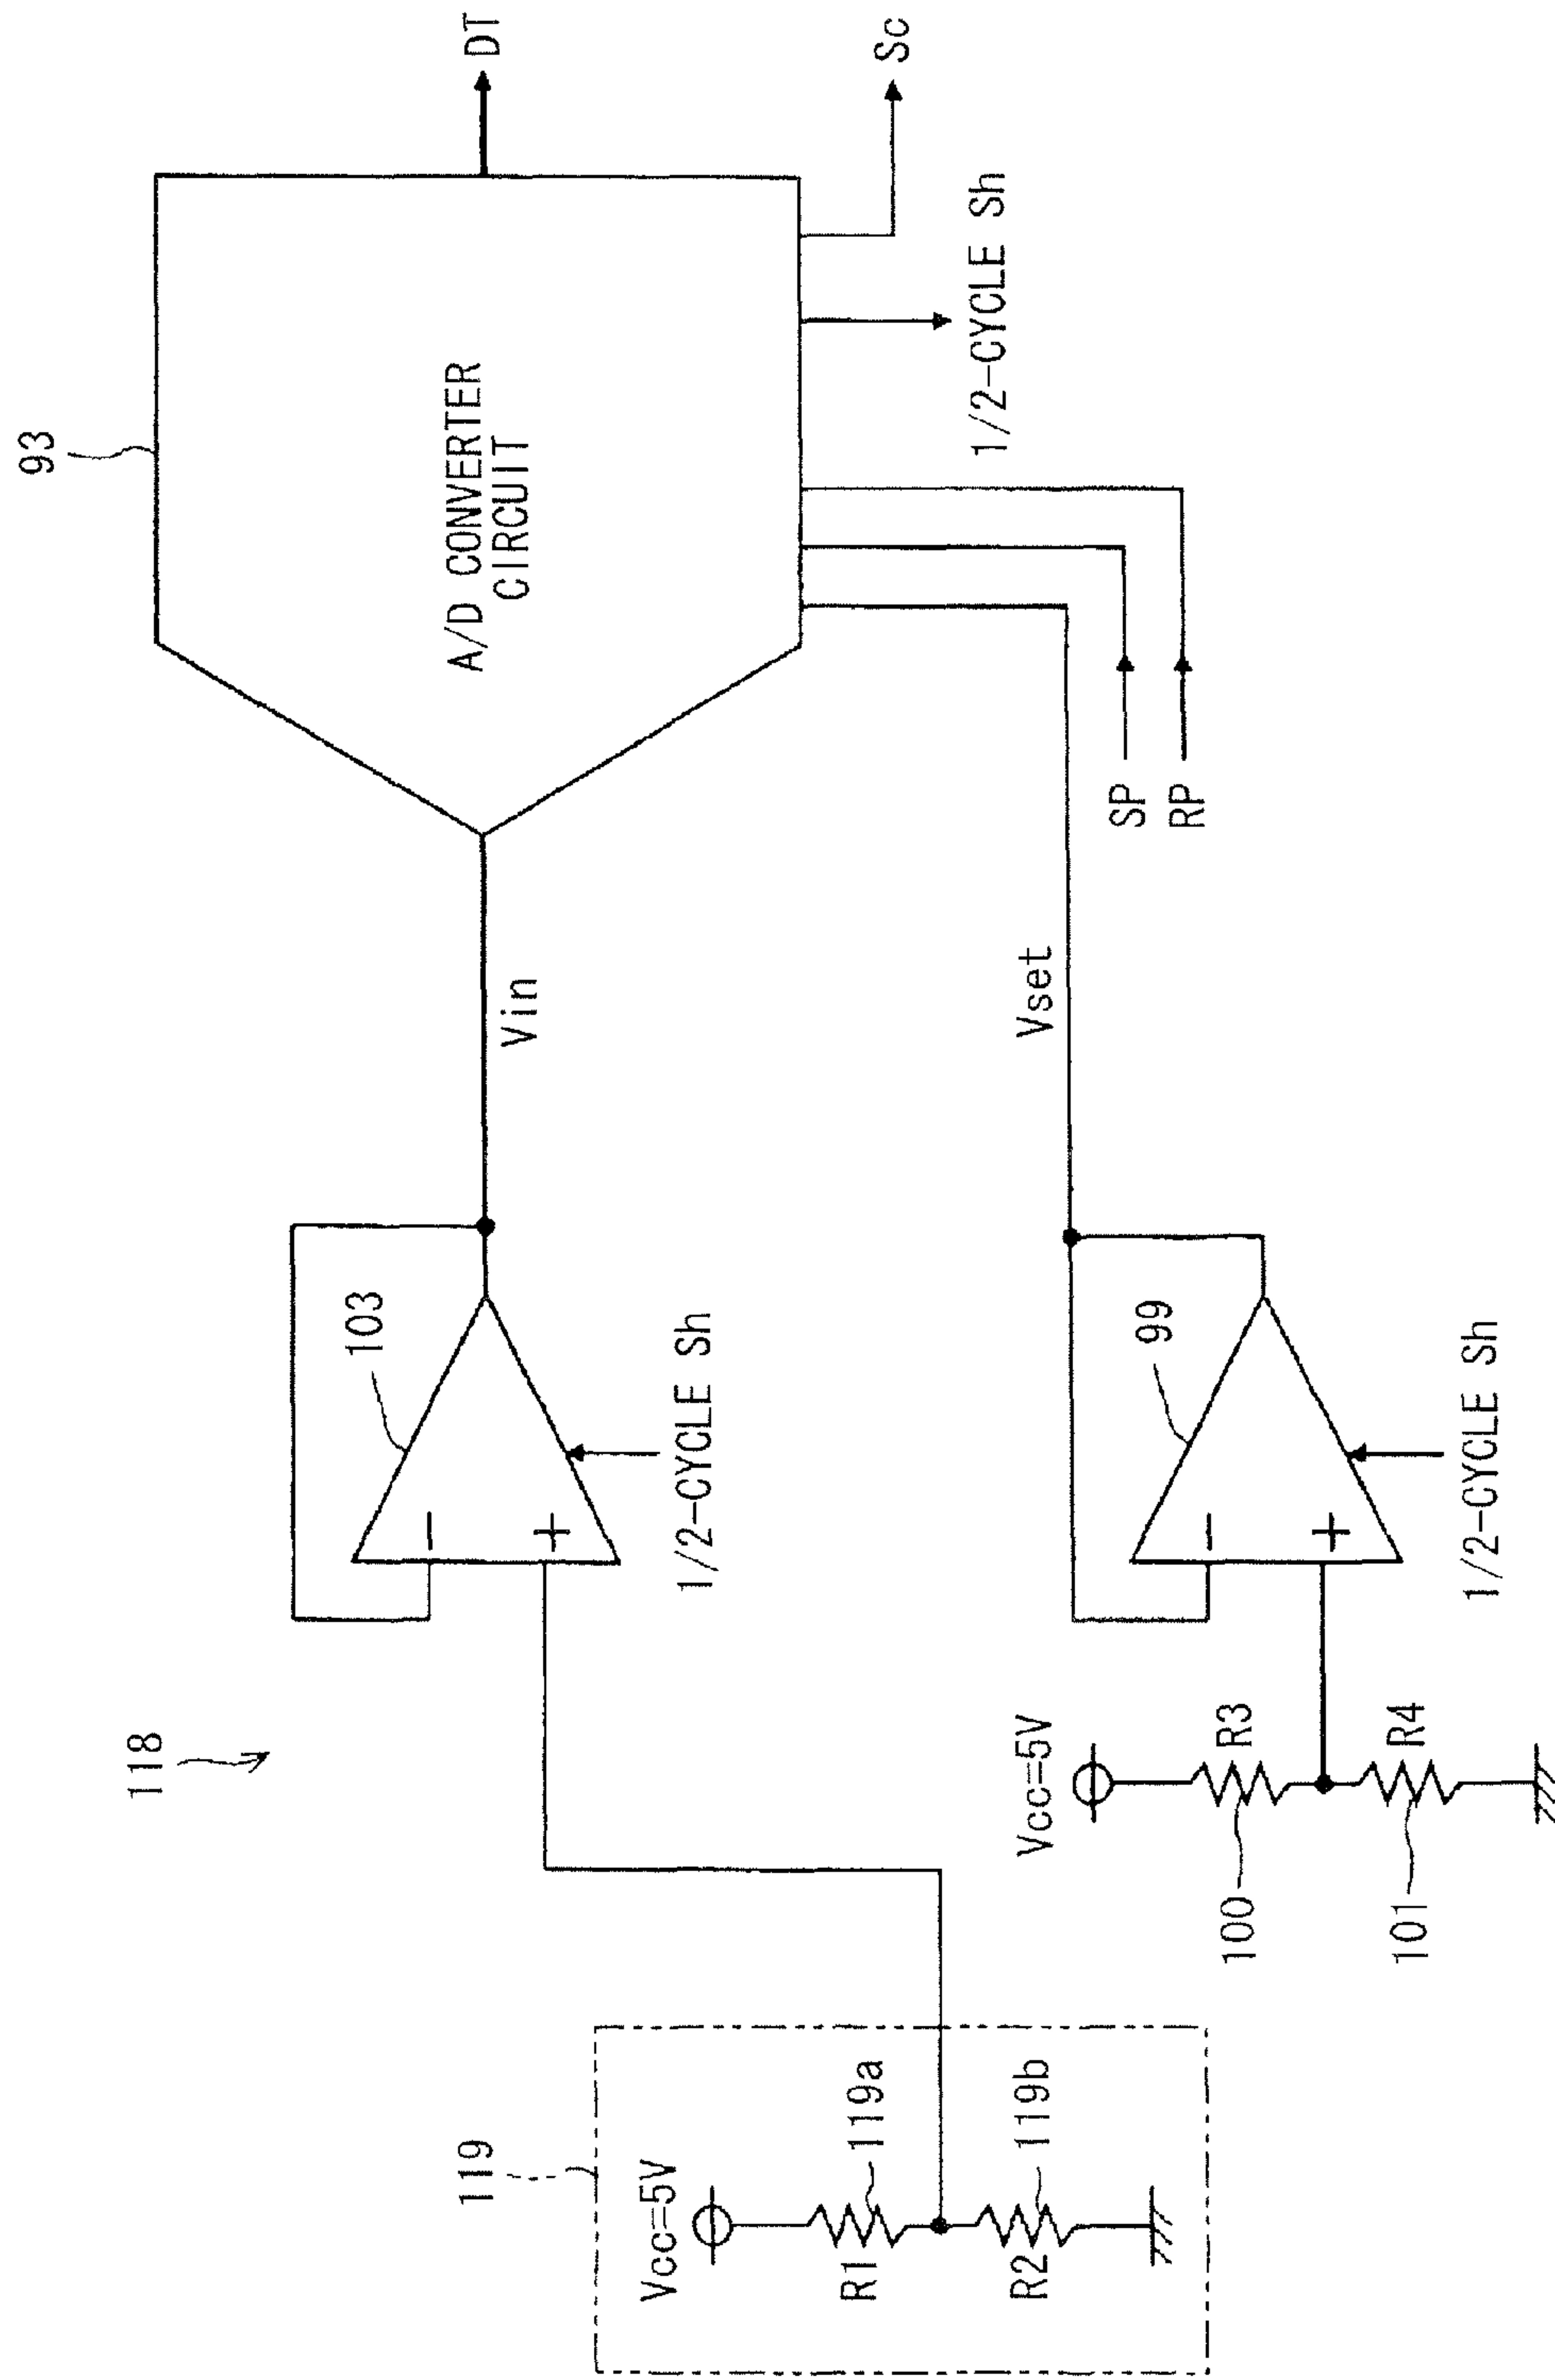 118
93
103
A/D CONVERTER
CIRCUIT
DT
Vin
Sc
1/2-CYCLE Sh
1/2-CYCLE Sh
119
Vcc=5V
R1
119a
R2
119b
Vset
Vcc=5V
100
R3
101
R4
99
SP
RP
1/2-CYCLE Sh